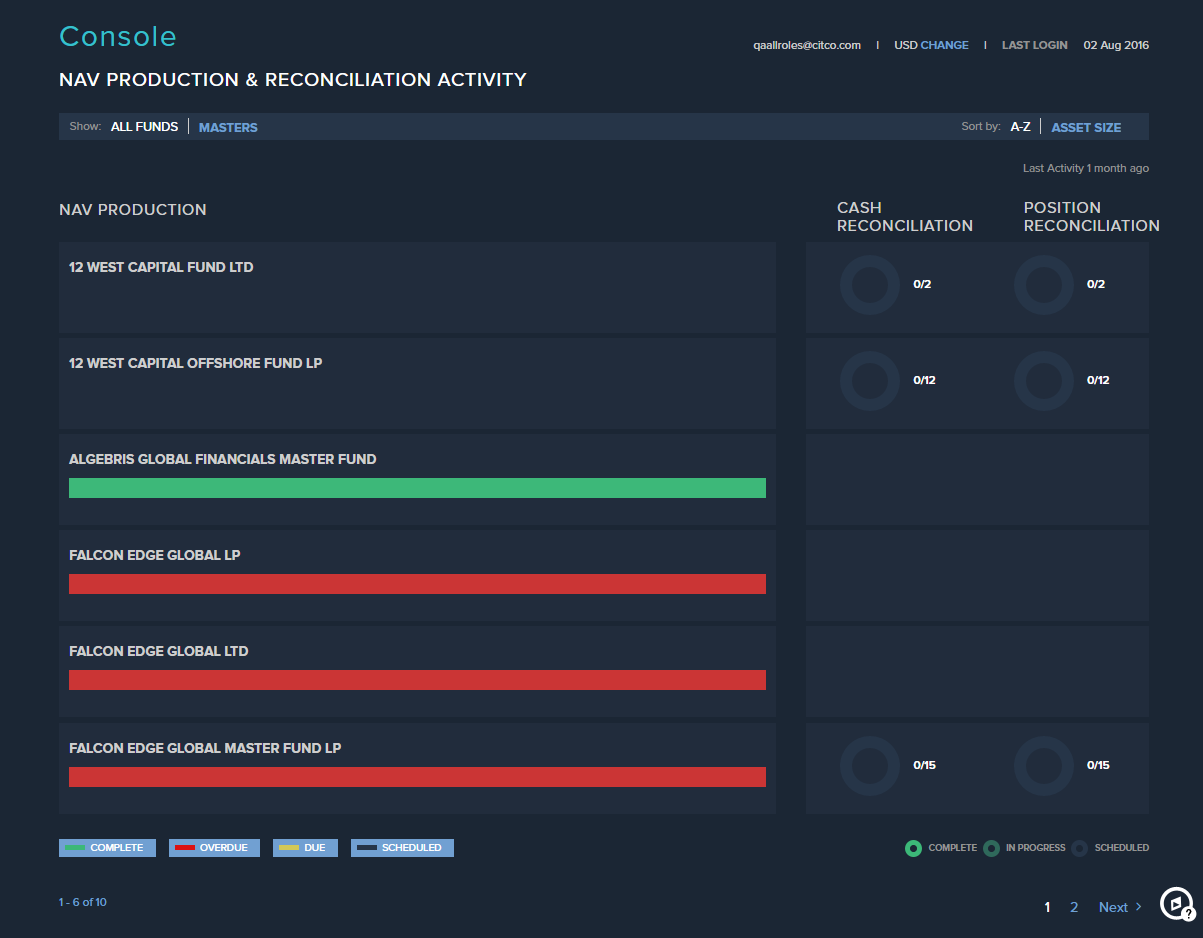 Console
qaallroles@citco.com | USD CHANGE | LAST LOGIN 02 Aug 2016
NAV PRODUCTION & RECONCILIATION ACTIVITY
Show: ALL FUNDS | MASTERS
Sort by: A-Z | ASSET SIZE
Last Activity 1 month ago
NAV PRODUCTION
CASH
RECONCILIATION
POSITION
RECONCILIATION
12 WEST CAPITAL FUND LTD
0/2
0/2
12 WEST CAPITAL OFFSHORE FUND LP
0/12
0/12
ALGEBRIS GLOBAL FINANCIALS MASTER FUND
FALCON EDGE GLOBAL LP
FALCON EDGE GLOBAL LTD
FALCON EDGE GLOBAL MASTER FUND LP
0/15
0/15
COMPLETE OVERDUE DUE SCHEDULED
COMPLETE IN PROGRESS SCHEDULED
1 - 6 of 10
1 2 Next >
?